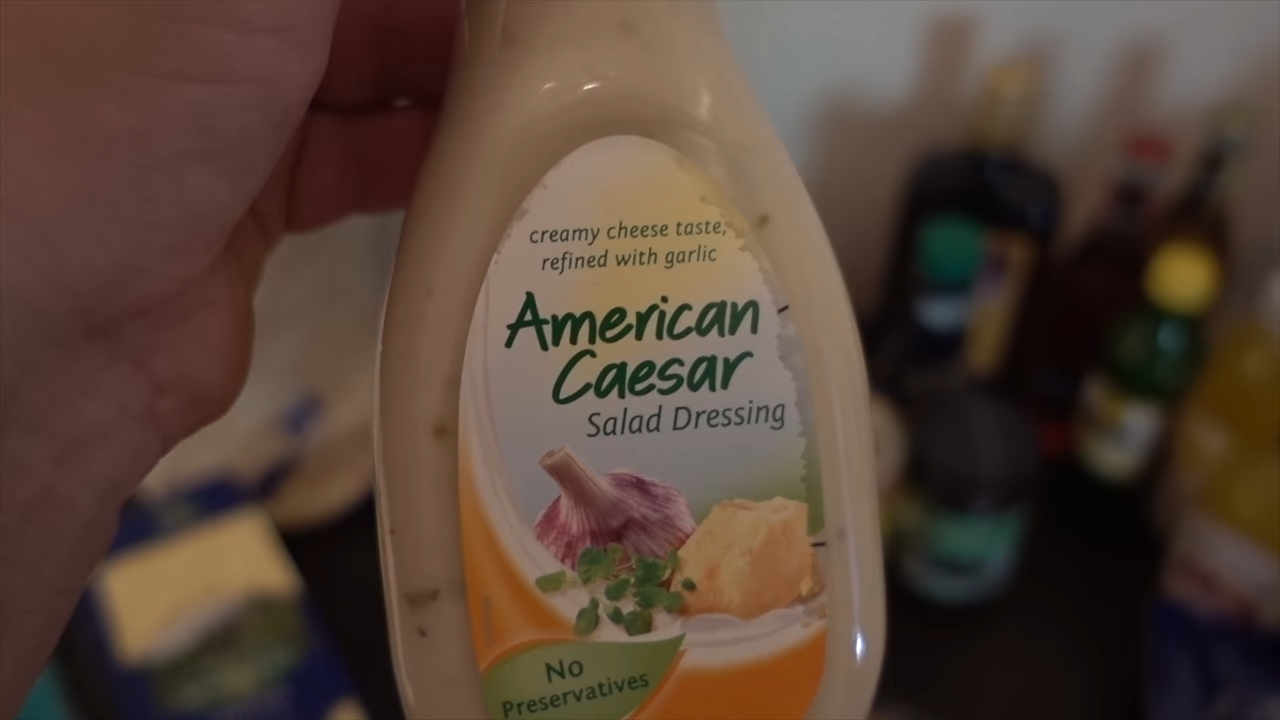 creamy cheese taste,
refined with garlic
American
Caesar
Salad Dressing
No
Preservatives